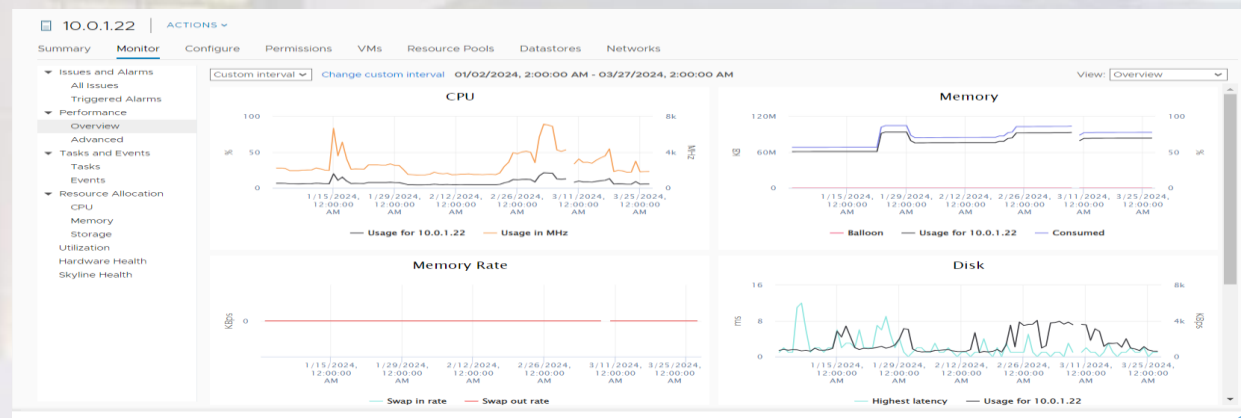 10.0.1.22 ACTIONS
Summary Monitor Configure Permissions VMs Resource Pools Datastores Networks
Issues and Alarms
All Issues
Triggered Alarms
Performance
Overview
Advanced
Tasks and Events
Tasks
Events
Resource Allocation
CPU
Memory
Storage
Utilization
Hardware Health
Skyline Health
Custom interval Change custom interval 01/02/2024, 2:00:00 AM - 03/27/2024, 2:00:00 AM View: Overview
CPU
100 8k
% 50 4k MHz
0 0
1/15/2024, 1/29/2024, 2/12/2024, 2/26/2024, 3/11/2024, 3/25/2024,
12:00:00 12:00:00 12:00:00 12:00:00 12:00:00 12:00:00
AM AM AM AM AM AM
Usage for 10.0.1.22 Usage in MHz
Memory
120M 100
KB 60M 50 %
0 0
1/15/2024, 1/29/2024, 2/12/2024, 2/26/2024, 3/11/2024, 3/25/2024,
12:00:00 12:00:00 12:00:00 12:00:00 12:00:00 12:00:00
AM AM AM AM AM AM
Balloon Usage for 10.0.1.22 Consumed
Memory Rate
KBps 0
1/15/2024, 1/29/2024, 2/12/2024, 2/26/2024, 3/11/2024, 3/25/2024,
12:00:00 12:00:00 12:00:00 12:00:00 12:00:00 12:00:00
AM AM AM AM AM AM
Swap in rate Swap out rate
Disk
16 8k
ms 8 4k KBps
0 0
1/15/2024, 1/29/2024, 2/12/2024, 2/26/2024, 3/11/2024, 3/25/2024,
12:00:00 12:00:00 12:00:00 12:00:00 12:00:00 12:00:00
AM AM AM AM AM AM
Highest latency Usage for 10.0.1.22